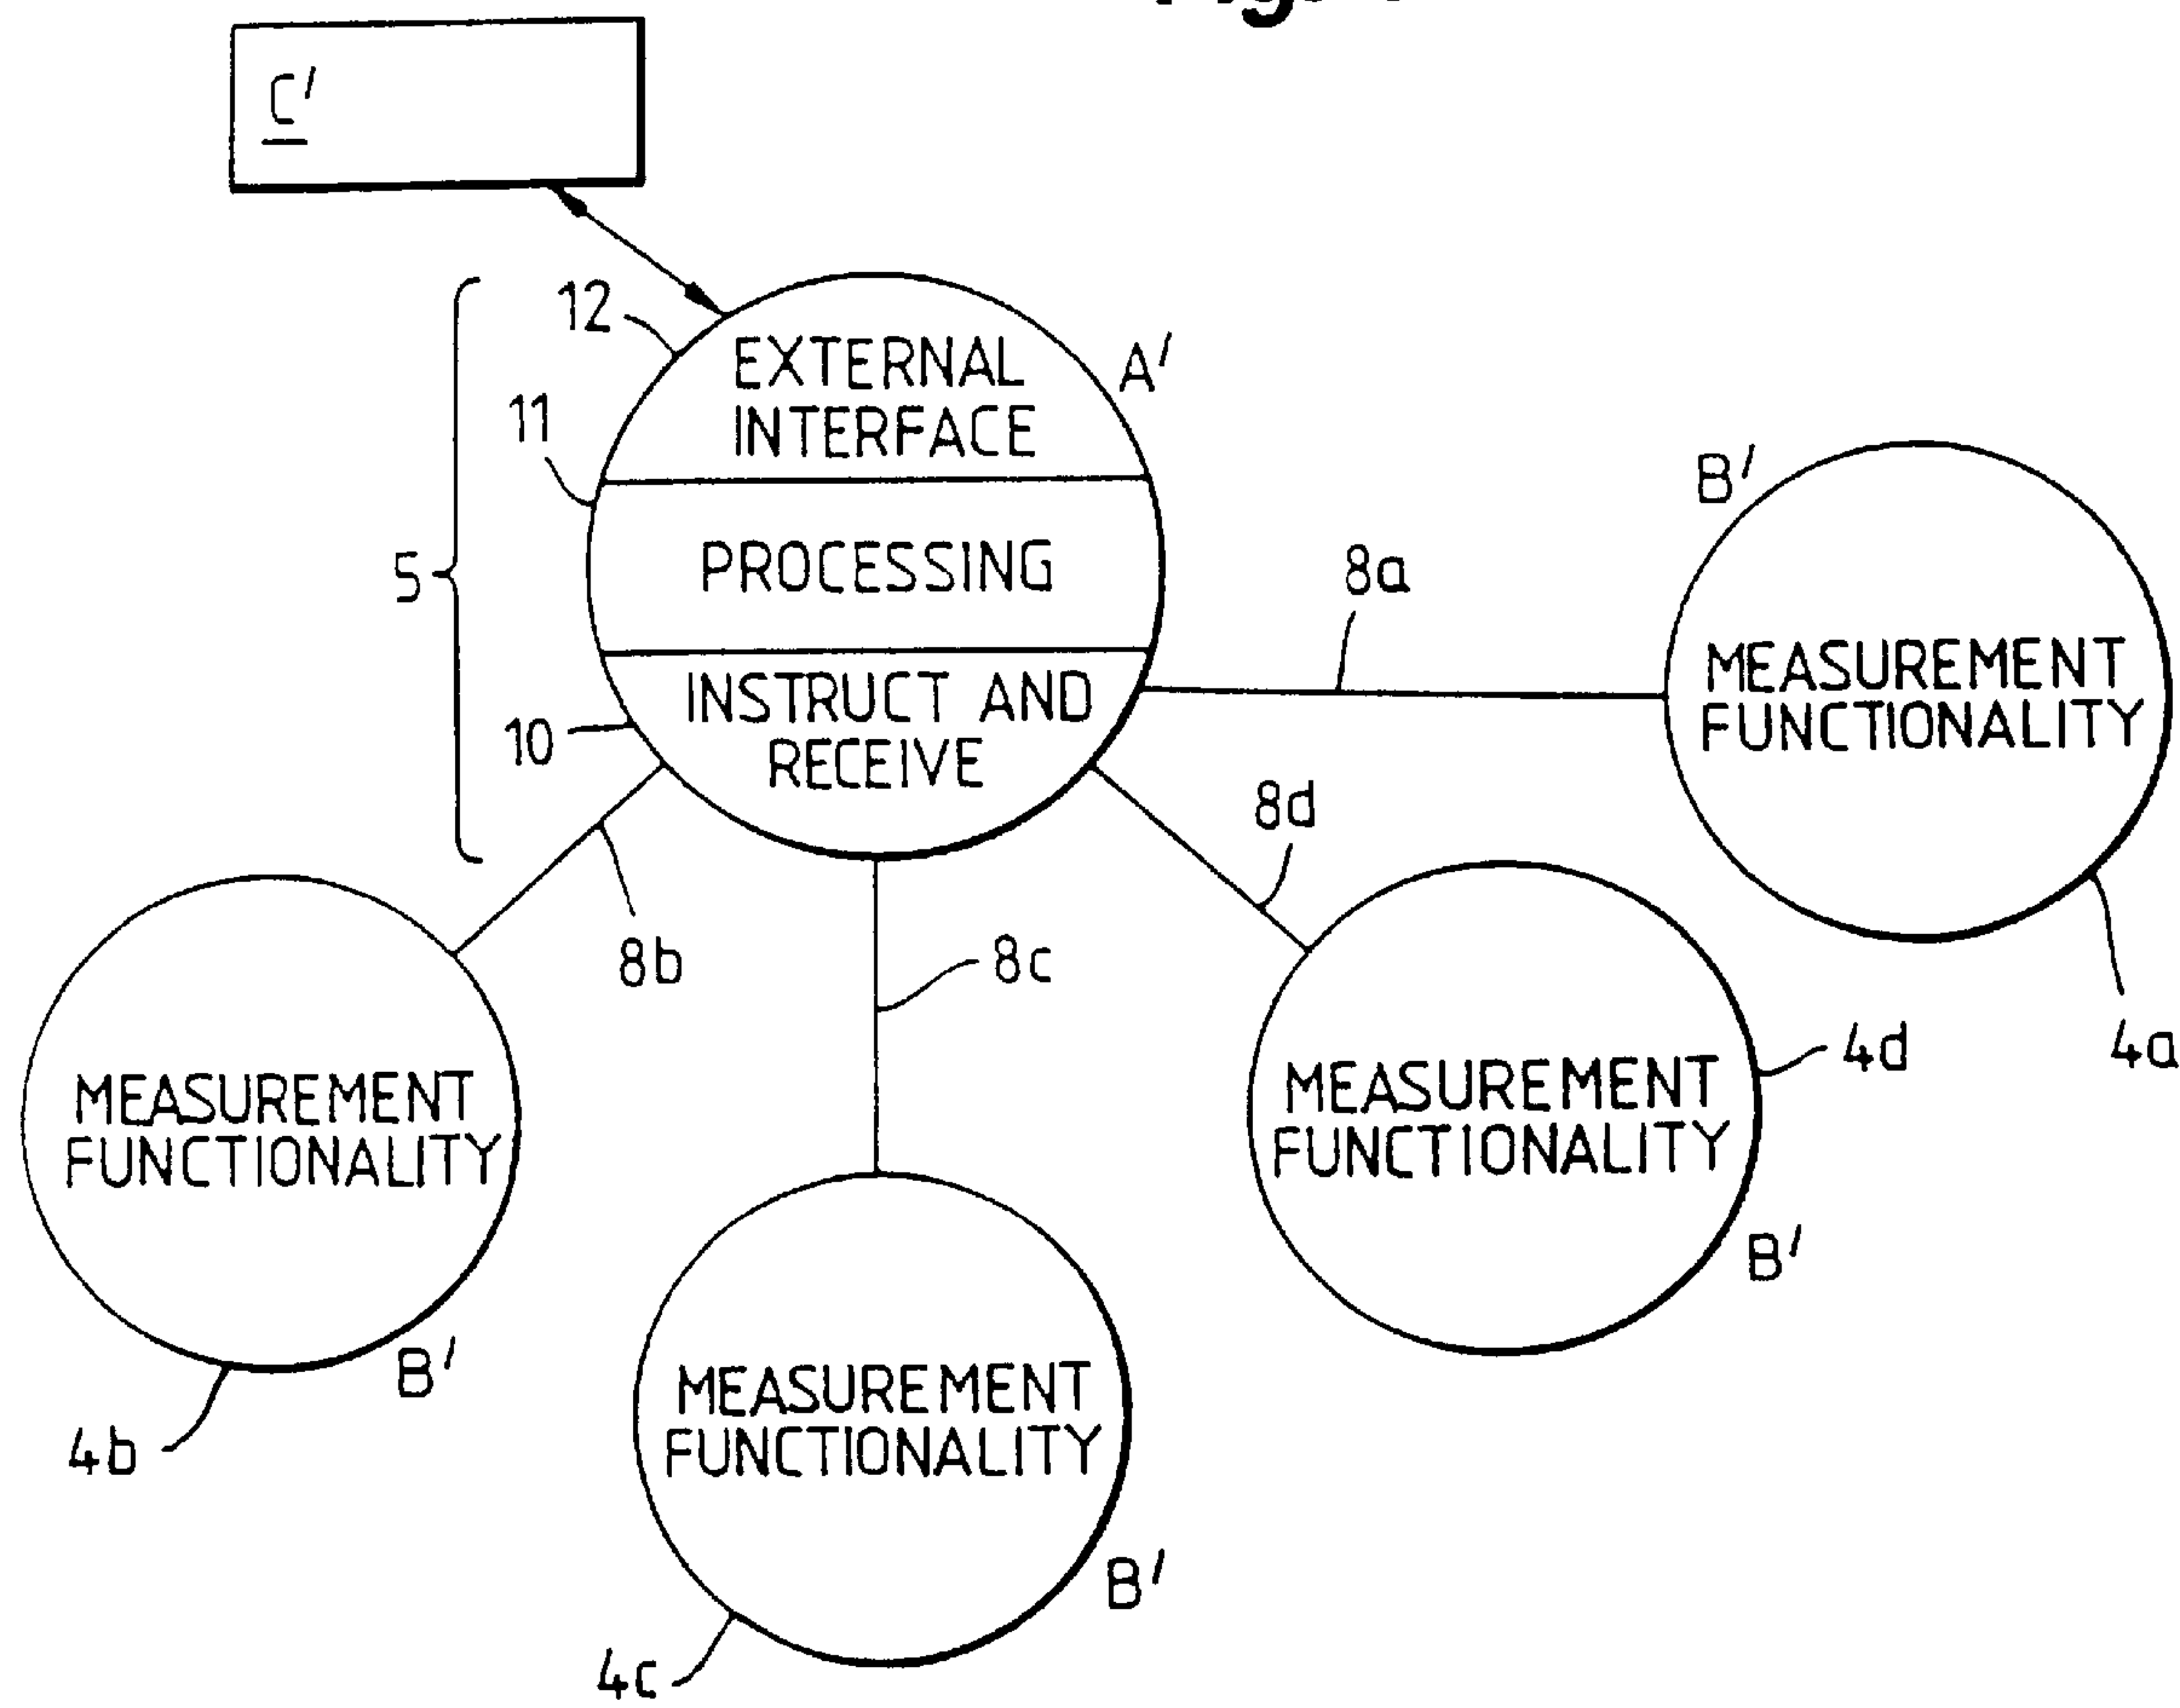 C'
12
EXTERNAL
INTERFACE
A'
11
B'
5
PROCESSING
8a
MEASUREMENT
FUNCTIONALITY
INSTRUCT AND
RECEIVE
10
8d
8b
8c
4d
4a
MEASUREMENT
FUNCTIONALITY
MEASUREMENT
FUNCTIONALITY
B'
B'
4b
MEASUREMENT
FUNCTIONALITY
B'
4c